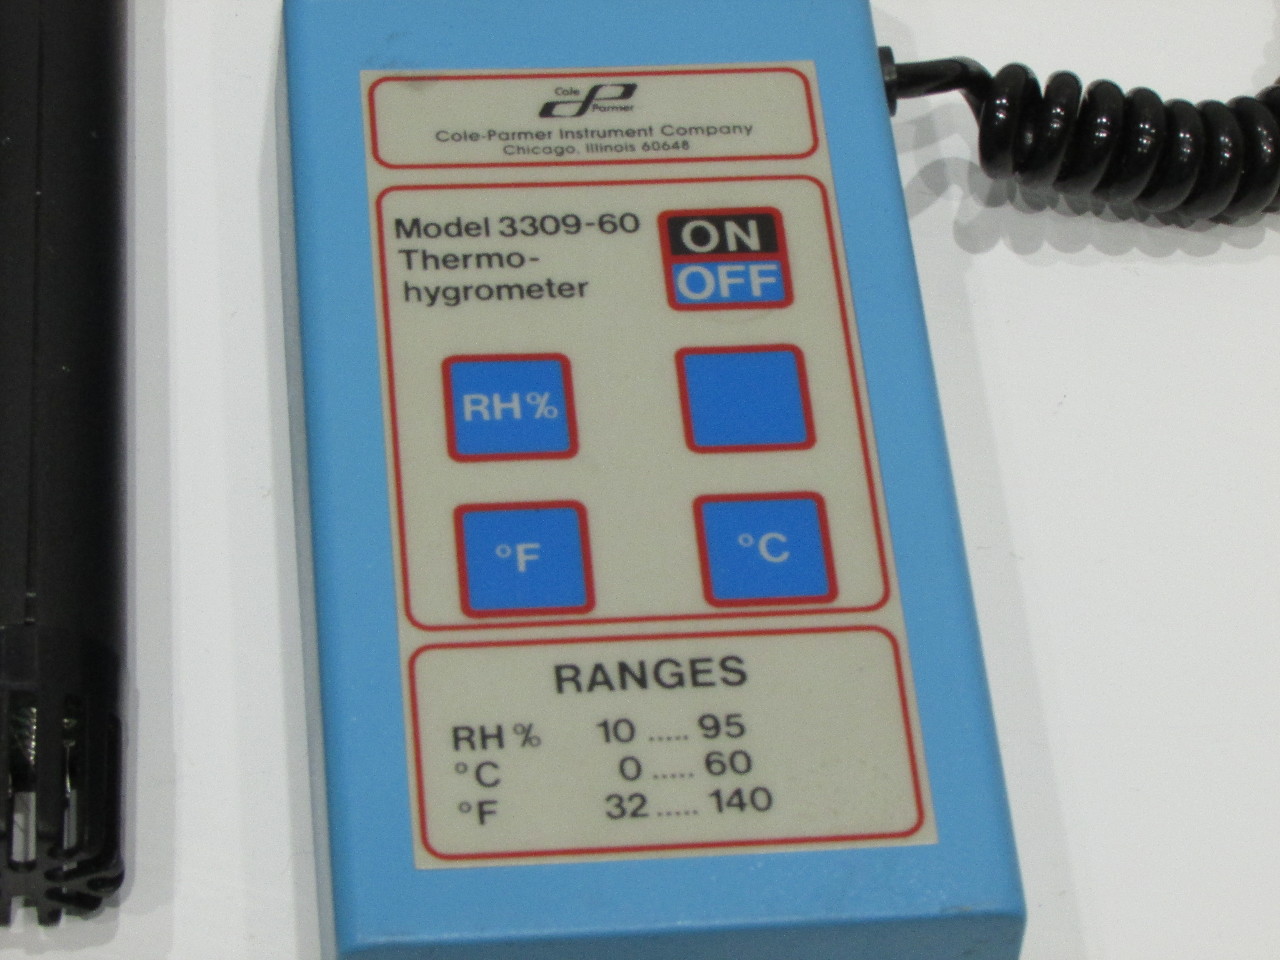 Cole
Parmer
Cole-Parmer Instrument Company
Chicago, Illinois 60648
Model 3309-60
Thermo-
hygrometer
ON
OFF
RH%
°F
°C
RANGES
RH% 10 ..... 95
°C 0 ..... 60
°F 32 ..... 140